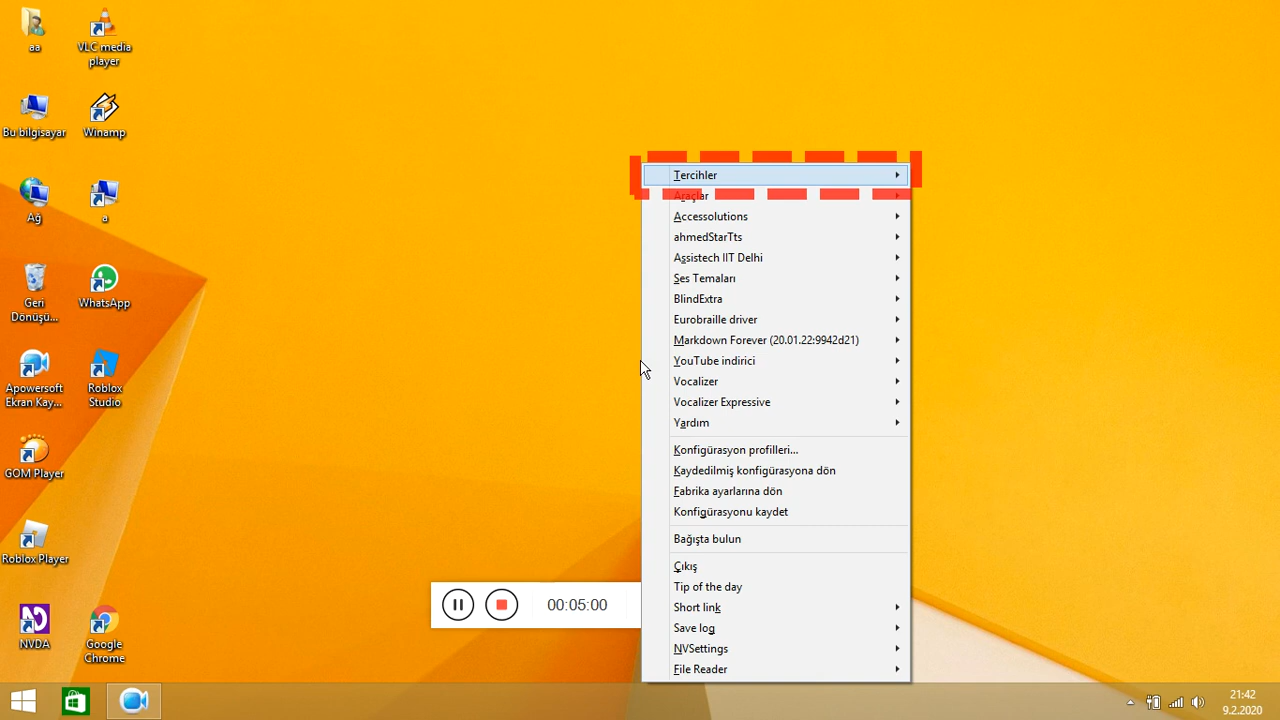 aa
VLC media
player
Bu bilgisayar
Winamp
Ağ
a
Geri
Dönüşü...
WhatsApp
Apowersoft
Ekran Kay...
Roblox
Studio
GOM Player
Roblox Player
NVDA
Google
Chrome
Tercihler
Araçlar
Accessolutions
ahmedStarTts
Assistech IIT Delhi
Ses Temaları
BlindExtra
Eurobraille driver
Markdown Forever (20.01.22:9942d21)
YouTube indirici
Vocalizer
Vocalizer Expressive
Yardım
Konfigürasyon profilleri...
Kaydedilmiş konfigürasyona dön
Fabrika ayarlarına dön
Konfigürasyonu kaydet
Bağışta bulun
Çıkış
Tip of the day
Short link
Save log
NVSettings
File Reader
00:05:00
21:42
9.2.2020